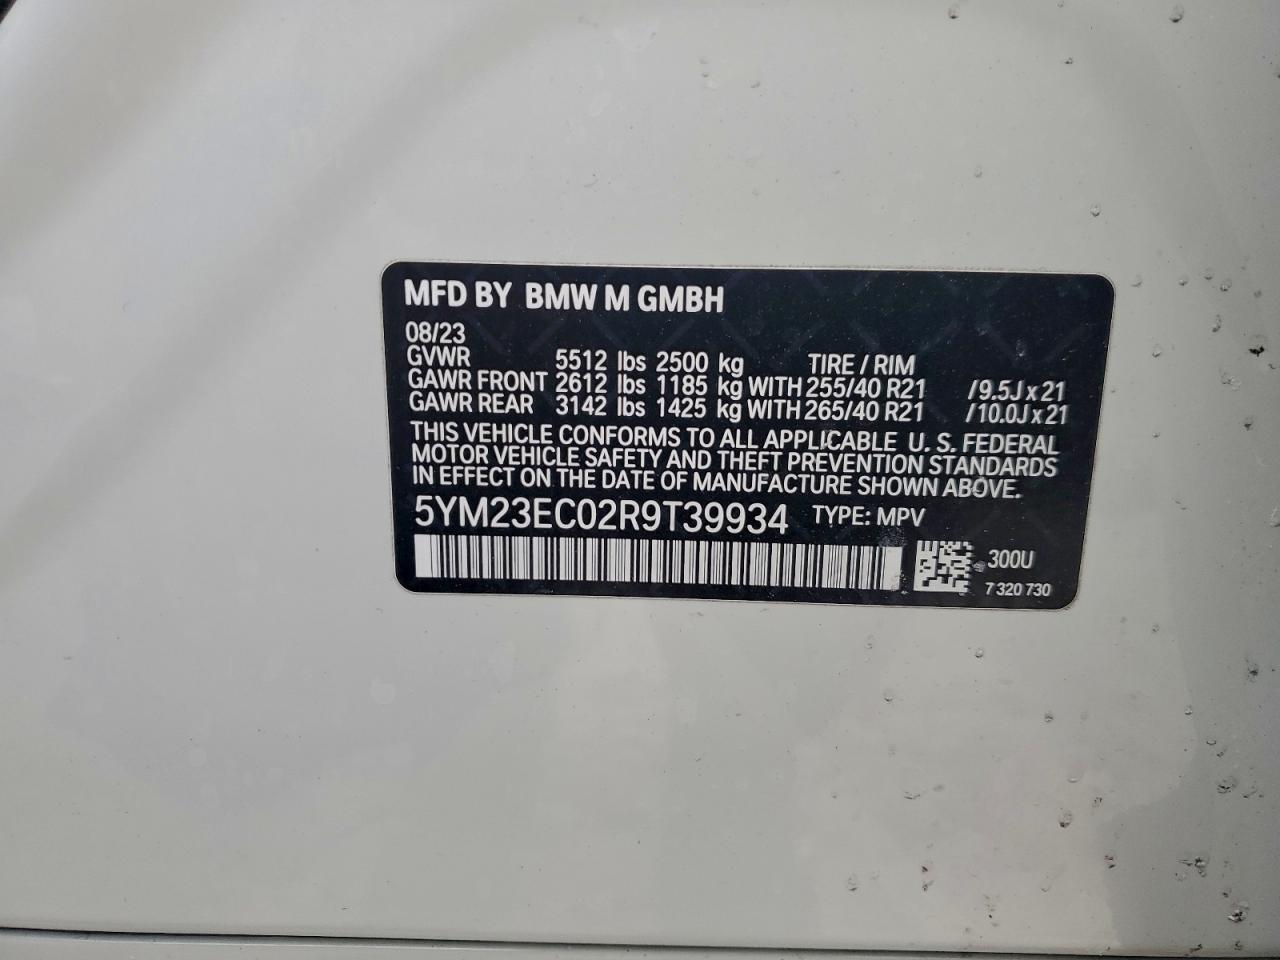 MFD BY BMW M GMBH
08/23
GVWR 5512 lbs 2500 kg TIRE / RIM
GAWR FRONT 2612 lbs 1185 kg WITH 255/40 R21 /9.5J x 21
GAWR REAR 3142 lbs 1425 kg WITH 265/40 R21 /10.0J x 21
THIS VEHICLE CONFORMS TO ALL APPLICABLE U. S. FEDERAL
MOTOR VEHICLE SAFETY AND THEFT PREVENTION STANDARDS
IN EFFECT ON THE DATE OF MANUFACTURE SHOWN ABOVE.
5YM23EC02R9T39934 TYPE: MPV
300U
7 320 730